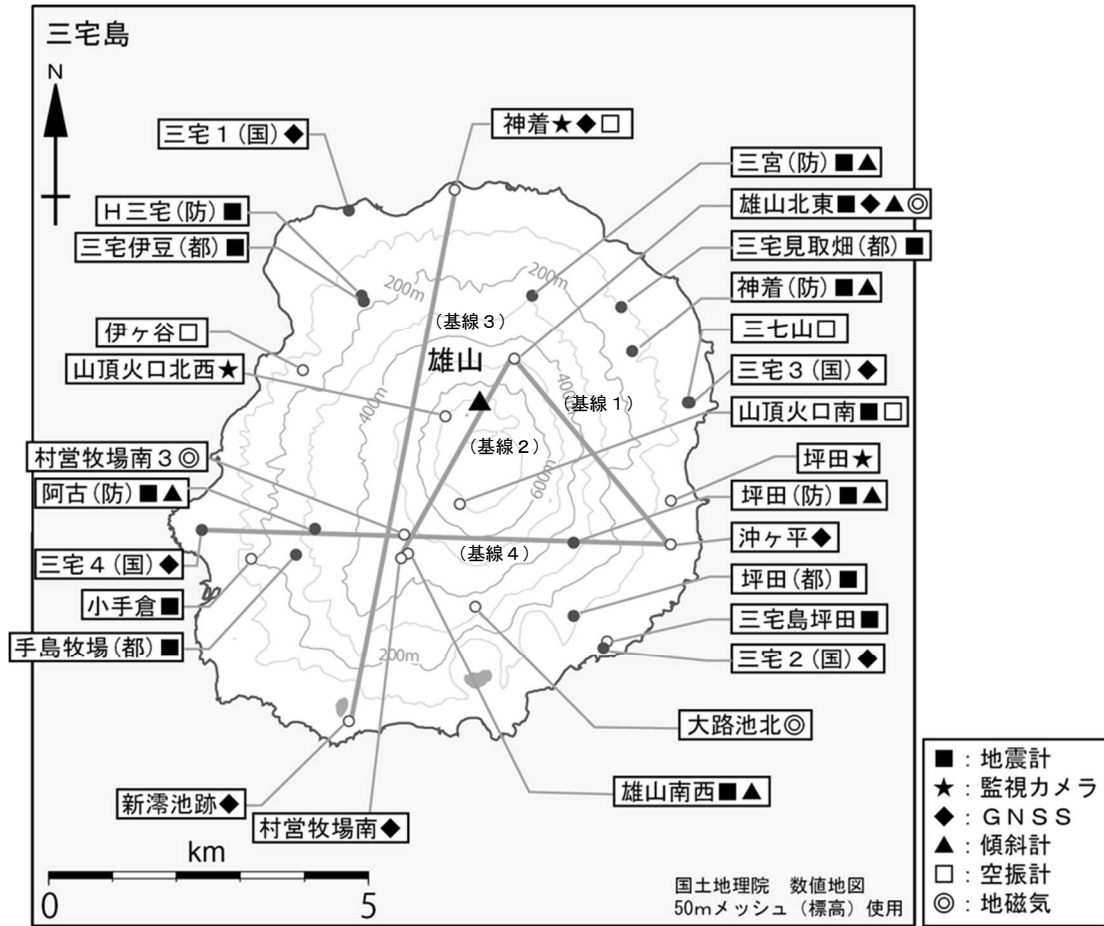 三宅島
N
三宅1(国)◆
神着★◆□
H三宅(防)■
三宅伊豆(都)■
三宮(防)■▲
雄山北東■◆▲◎
三宅見取畑(都)■
神着(防)■▲
三七山□
三宅3(国)◆
山頂火口南■□
伊ヶ谷□
山頂火口北西★
200m
200m
(基線3)
雄山
400m
400m
(基線1)
(基線2)
600m
村営牧場南3◎
阿古(防)■▲
坪田★
坪田(防)■▲
沖ヶ平◆
(基線4)
三宅4(国)◆
小手倉■
手島牧場(都)■
坪田(都)■
三宅島坪田■
三宅2(国)◆
200m
大路池北◎
雄山南西■▲
新澪池跡◆
村営牧場南◆
km
0 5
国土地理院 数値地図
50mメッシュ(標高)使用
■:地震計
★:監視カメラ
◆:GNSS
▲:傾斜計
□:空振計
◎:地磁気